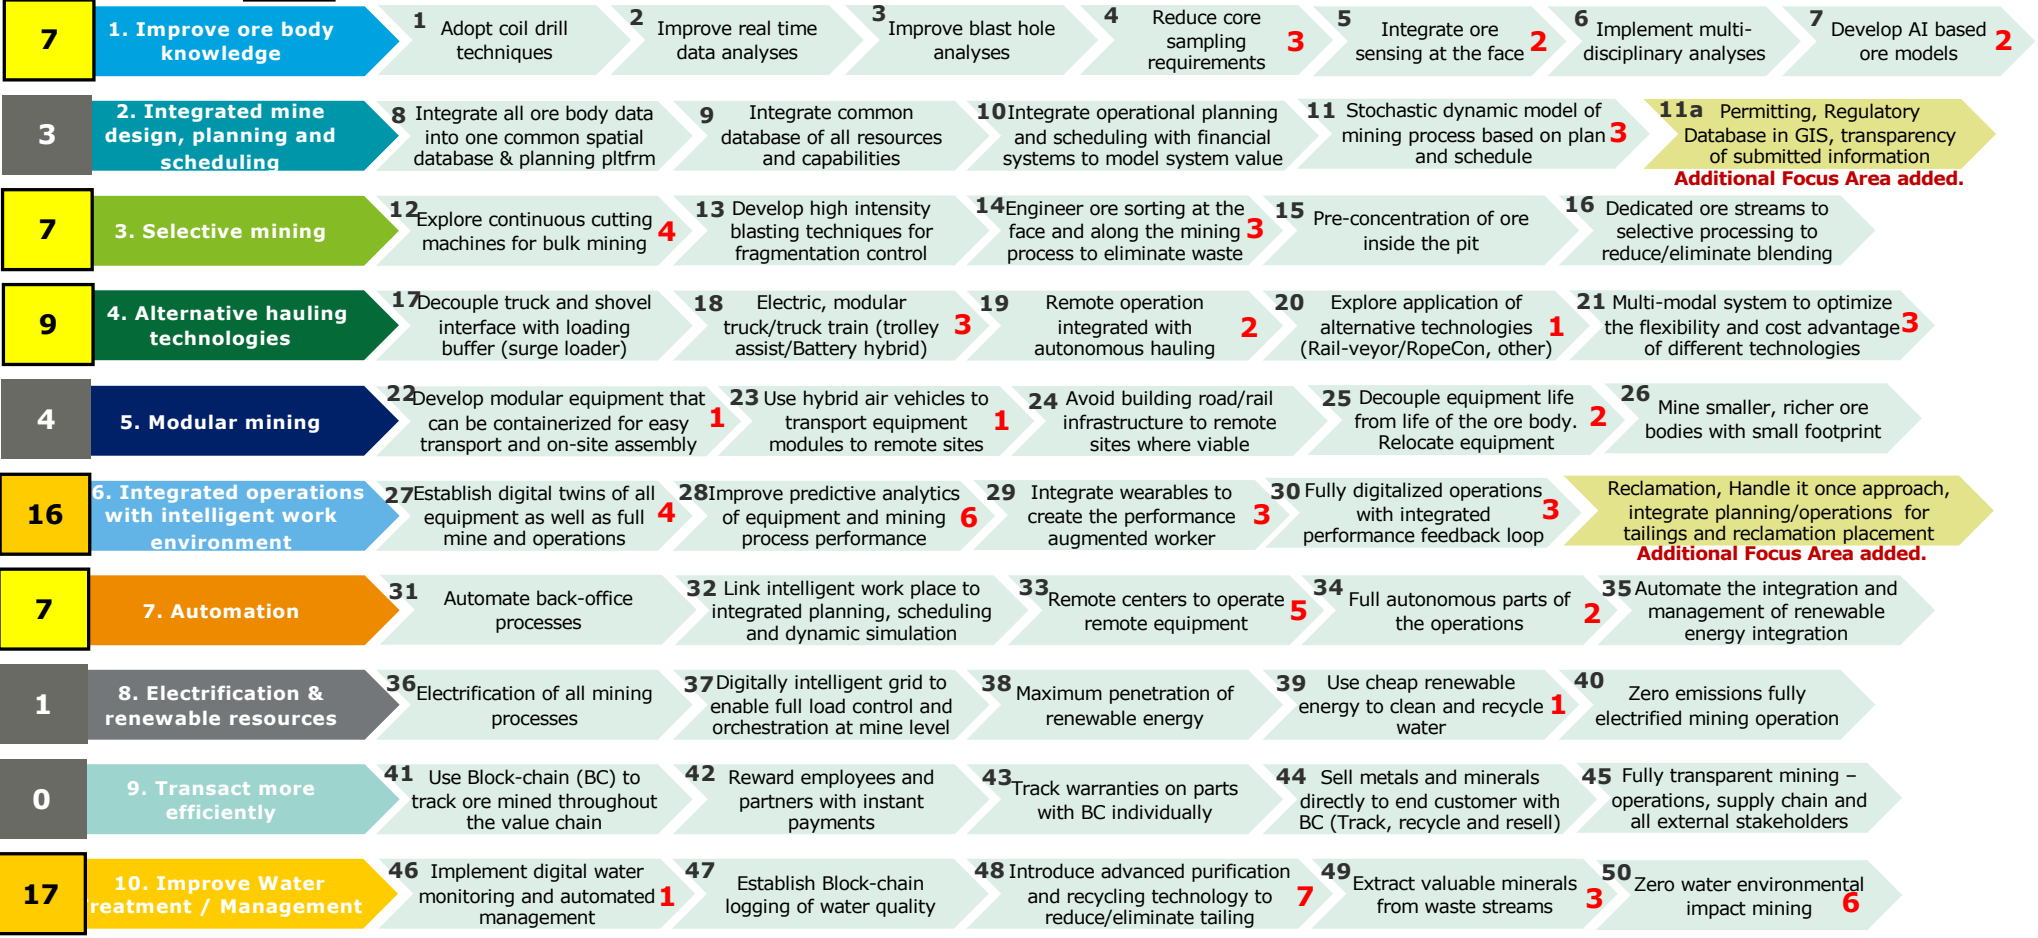 7
1. Improve ore body
knowledge
1
Adopt coil drill
techniques
2
Improve real time
data analyses
3
Improve blast hole
analyses
4
Reduce core
sampling
requirements
3
5
Integrate ore
sensing at the face
2
6
Implement multi-
disciplinary analyses
7
Develop AI based
ore models
2
3
2. Integrated mine
design, planning and
scheduling
8
Integrate all ore body data
into one common spatial
database & planning pltfrm
9
Integrate common
database of all resources
and capabilities
10
Integrate operational planning
and scheduling with financial
systems to model system value
11
Stochastic dynamic model of
mining process based on plan
and schedule
3
11a
Permitting, Regulatory
Database in GIS, transparency
of submitted information
Additional Focus Area added.
7
3. Selective mining
12
Explore continuous cutting
machines for bulk mining
4
13
Develop high intensity
blasting techniques for
fragmentation control
14
Engineer ore sorting at the
face and along the mining
process to eliminate waste
3
15
Pre-concentration of ore
inside the pit
16
Dedicated ore streams to
selective processing to
reduce/eliminate blending
9
4. Alternative hauling
technologies
17
Decouple truck and shovel
interface with loading
buffer (surge loader)
18
Electric, modular
truck/truck train (trolley
assist/Battery hybrid)
3
19
Remote operation
integrated with
autonomous hauling
2
20
Explore application of
alternative technologies
(Rail-veyor/RopeCon, other)
1
21
Multi-modal system to optimize
the flexibility and cost advantage
of different technologies
3
4
5. Modular mining
22
Develop modular equipment that
can be containerized for easy
transport and on-site assembly
1
23
Use hybrid air vehicles to
transport equipment
modules to remote sites
1
24
Avoid building road/rail
infrastructure to remote
sites where viable
25
Decouple equipment life
from life of the ore body.
Relocate equipment
2
26
Mine smaller, richer ore
bodies with small footprint
16
6. Integrated operations
with intelligent work
environment
27
Establish digital twins of all
equipment as well as full
mine and operations
4
28
Improve predictive analytics
of equipment and mining
process performance
6
29
Integrate wearables to
create the performance
augmented worker
3
30
Fully digitalized operations
with integrated
performance feedback loop
3
Reclamation, Handle it once approach,
integrate planning/operations for
tailings and reclamation placement
Additional Focus Area added.
7
7. Automation
31
Automate back-office
processes
32
Link intelligent work place to
integrated planning, scheduling
and dynamic simulation
33
Remote centers to operate
remote equipment
5
34
Full autonomous parts of
the operations
2
35
Automate the integration and
management of renewable
energy integration
1
8. Electrification &
renewable resources
36
Electrification of all mining
processes
37
Digitally intelligent grid to
enable full load control and
orchestration at mine level
38
Maximum penetration of
renewable energy
39
Use cheap renewable
energy to clean and recycle
water
1
40
Zero emissions fully
electrified mining operation
0
9. Transact more
efficiently
41
Use Block-chain (BC) to
track ore mined throughout
the value chain
42
Reward employees and
partners with instant
payments
43
Track warranties on parts
with BC individually
44
Sell metals and minerals
directly to end customer with
BC (Track, recycle and resell)
45
Fully transparent mining –
operations, supply chain and
all external stakeholders
17
10. Improve Water
Treatment / Management
46
Implement digital water
monitoring and automated
management
1
47
Establish Block-chain
logging of water quality
48
Introduce advanced purification
and recycling technology to
reduce/eliminate tailing
7
49
Extract valuable minerals
from waste streams
3
50
Zero water environmental
impact mining
6